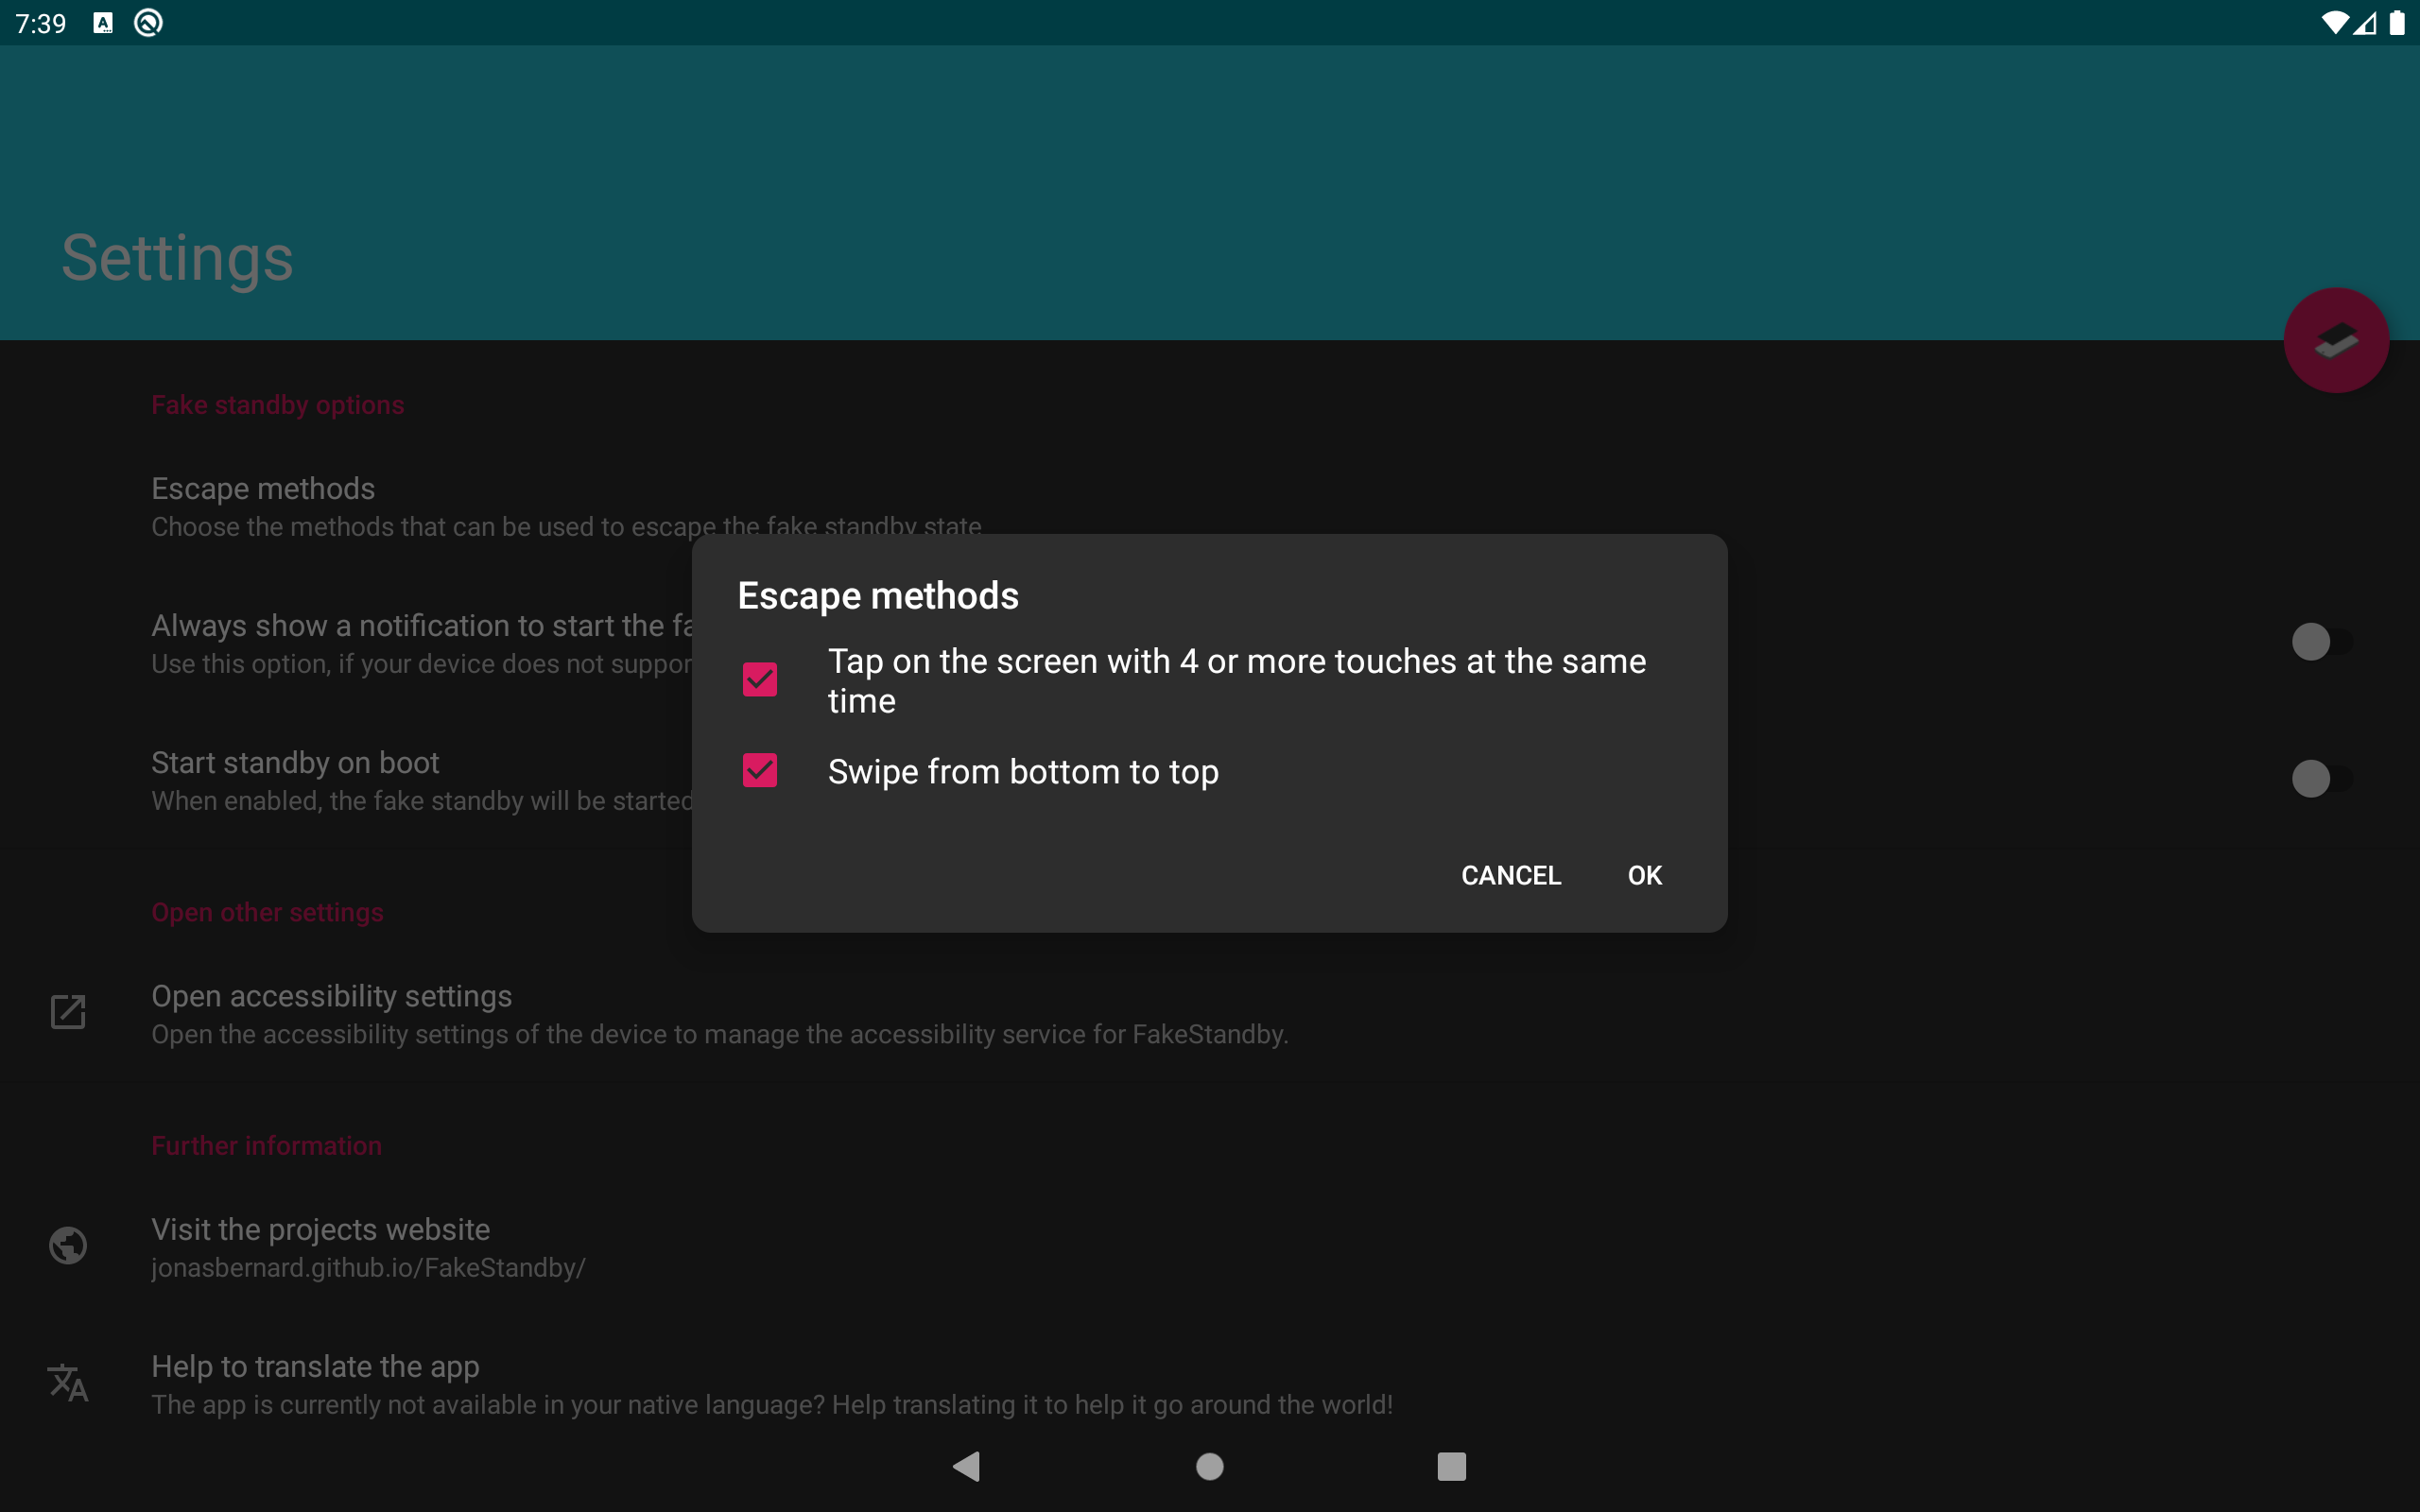 7:39
Settings
Fake standby options
Escape methods
Choose the methods that can be used to escape the fake standby state
Always show a notification to start the fa
Use this option, if your device does not suppor
Start standby on boot
When enabled, the fake standby will be started
Escape methods
Tap on the screen with 4 or more touches at the same
time
Swipe from bottom to top
CANCEL OK
Open other settings
Open accessibility settings
Open the accessibility settings of the device to manage the accessibility service for FakeStandby.
Further information
Visit the projects website
jonasbernard.github.io/FakeStandby/
Help to translate the app
The app is currently not available in your native language? Help translating it to help it go around the world!